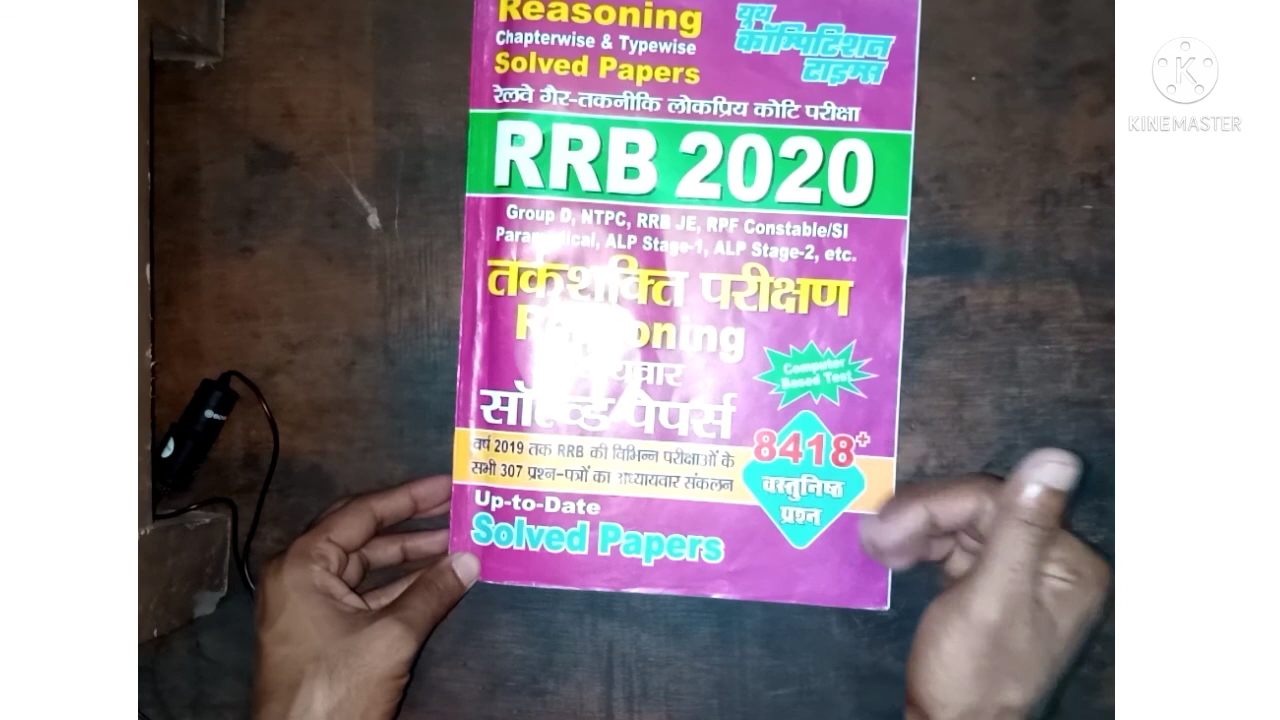 Reasoning
Chapterwise & Typewise
Solved Papers
यूथ
कॉम्पिटिशन
टाइम्स
रेलवे गैर-तकनीकि लोकप्रिय कोटि परीक्षा
RRB 2020
Group D, NTPC, RRB JE, RPF Constable/SI
ALP Stage-1, ALP Stage-2, etc.
तर्कशक्ति परीक्षण
Reasoning
Computer
Based Test
सॉल्व्ड पेपर्स
वर्ष 2019 तक RRB की विभिन्न परीक्षाओं के
सभी 307 प्रश्न-पत्रों का अध्यायवार संकलन
8418+
वस्तुनिष्ठ
प्रश्न
Up-to-Date
Solved Papers
K
KINEMASTER